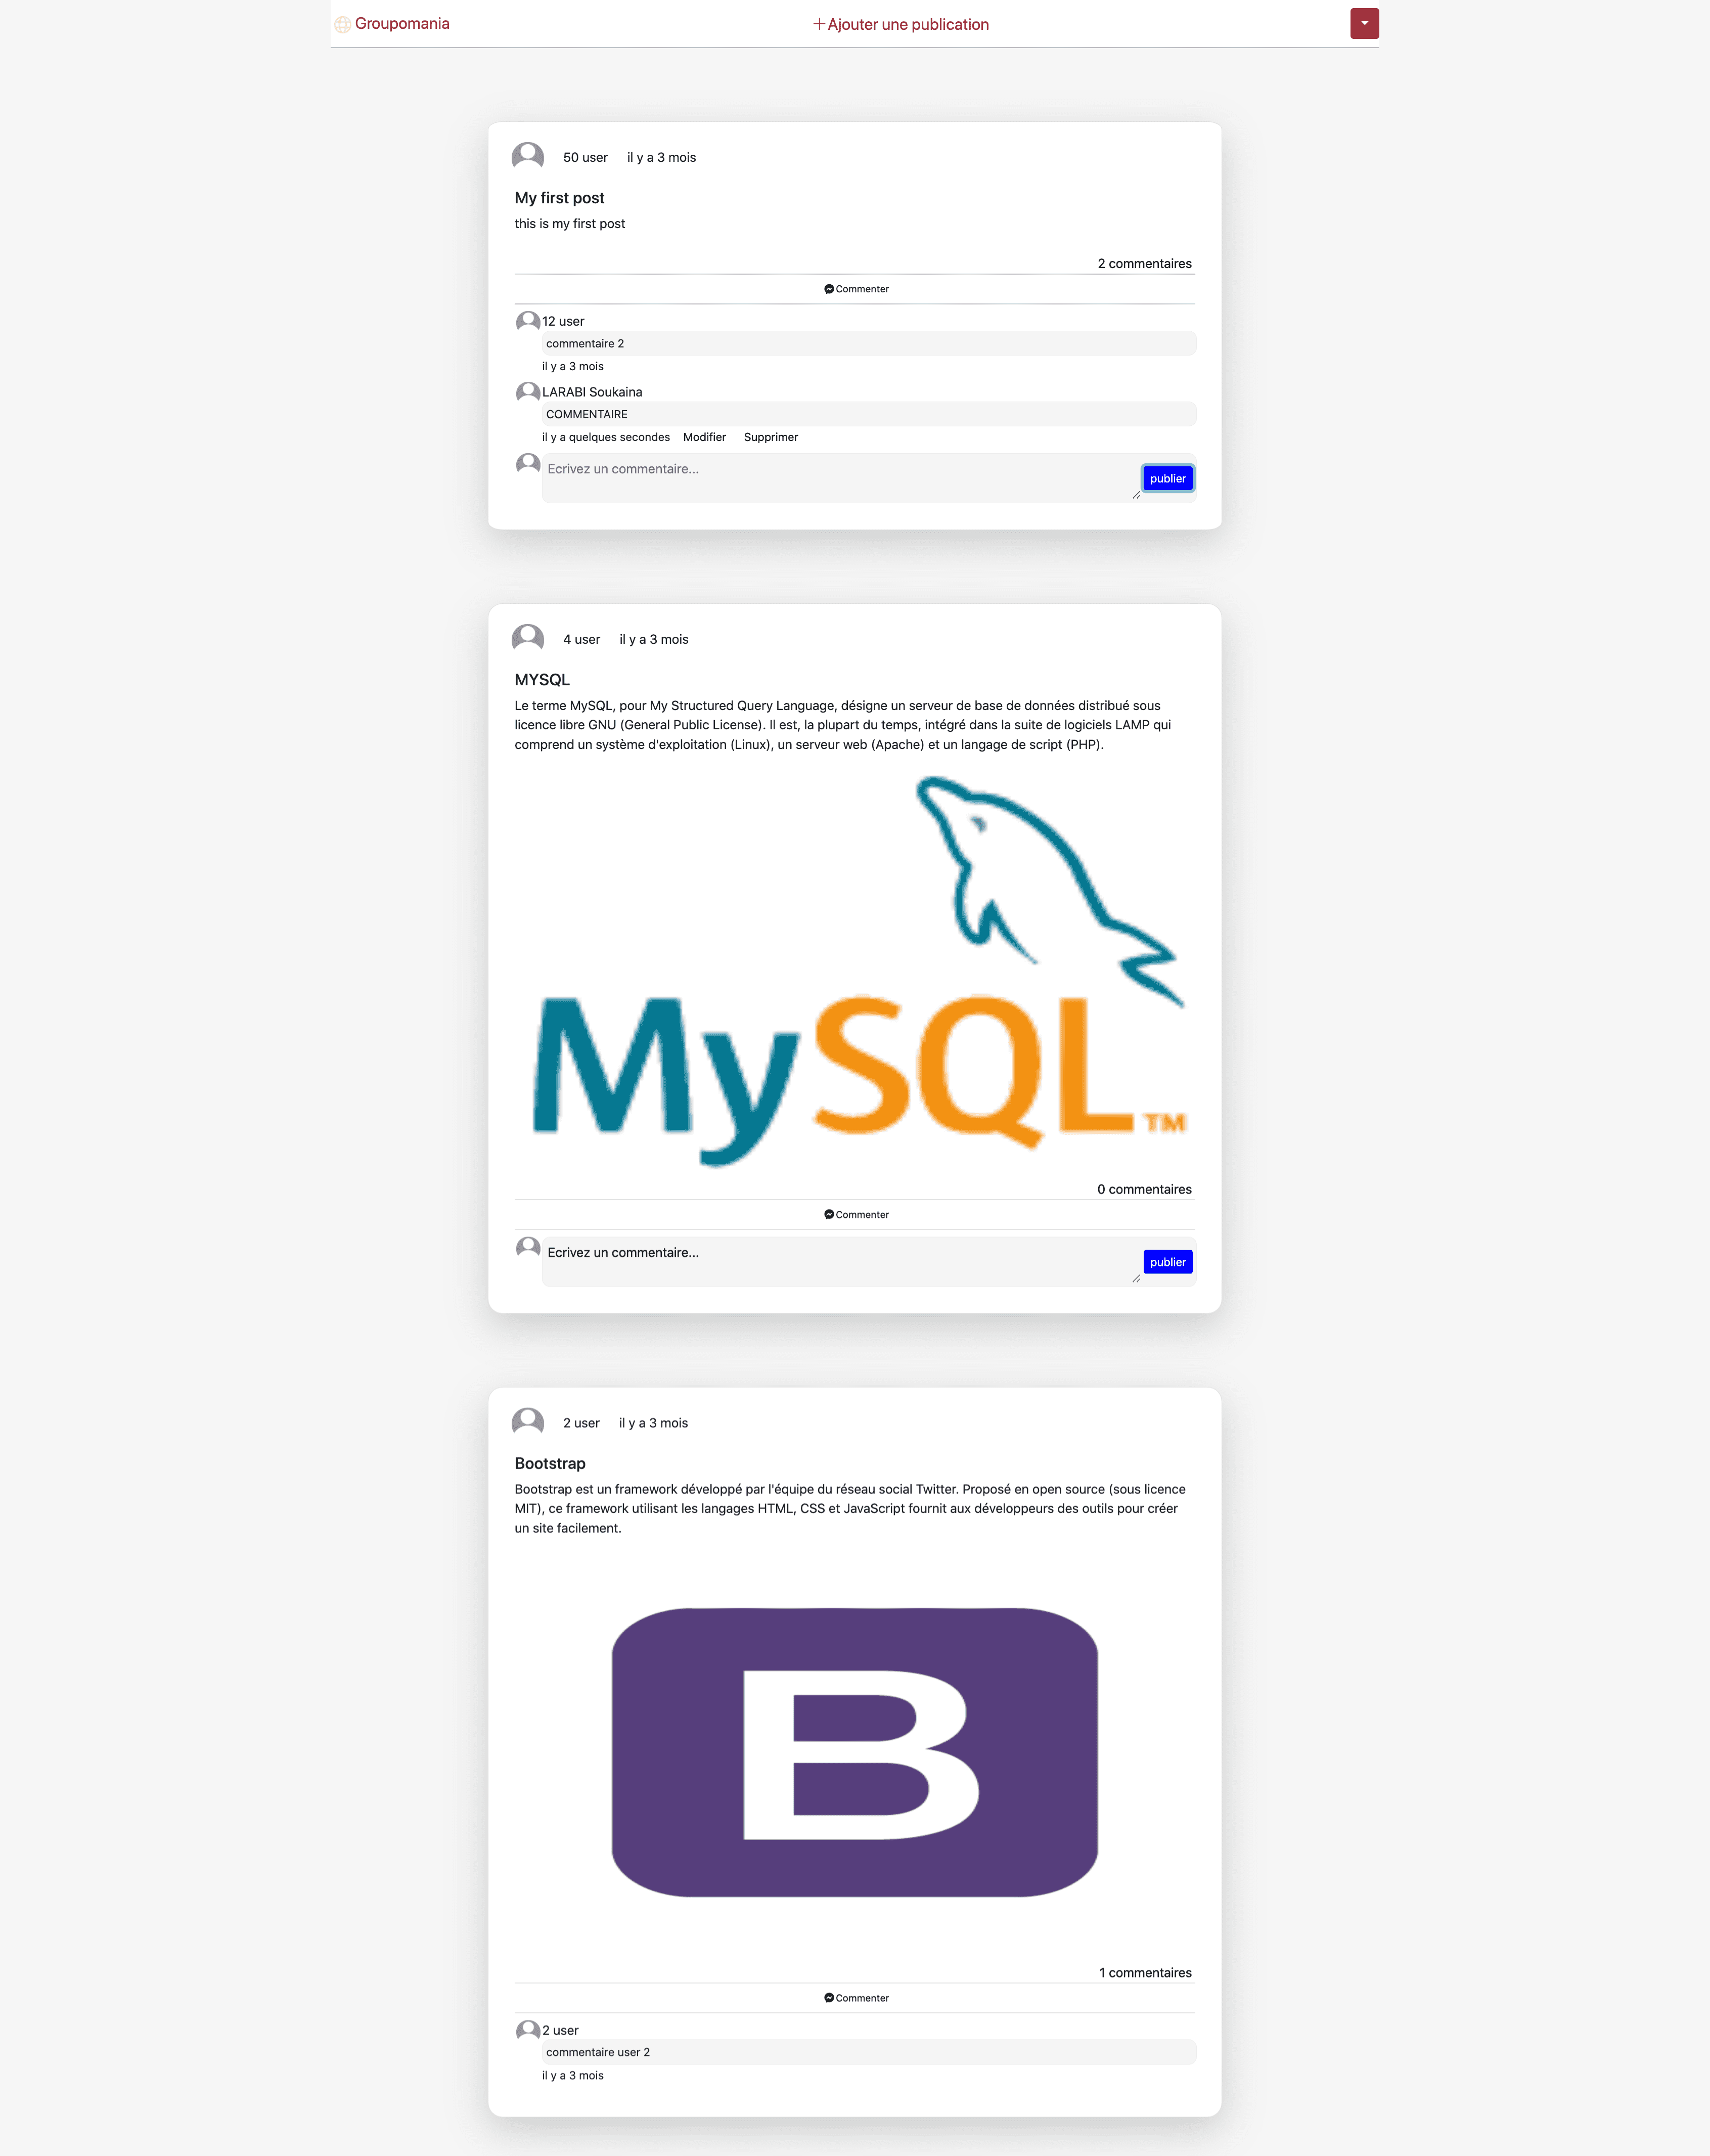 Groupomania
Ajouter une publication
50 user il y a 3 mois
My first post
this is my first post
2 commentaires
Commenter
12 user
commentaire 2
il y a 3 mois
LARABI Soukaina
COMMENTAIRE
il y a quelques secondes Modifier Supprimer
Ecrivez un commentaire...
publier
4 user il y a 3 mois
MYSQL
Le terme MySQL, pour My Structured Query Language, désigne un serveur de base de données distribué sous
licence libre GNU (General Public License). Il est, la plupart du temps, intégré dans la suite de logiciels LAMP qui
comprend un système d'exploitation (Linux), un serveur web (Apache) et un langage de script (PHP).
MySQL™
0 commentaires
Commenter
Ecrivez un commentaire...
publier
2 user il y a 3 mois
Bootstrap
Bootstrap est un framework développé par l'équipe du réseau social Twitter. Proposé en open source (sous licence
MIT), ce framework utilisant les langages HTML, CSS et JavaScript fournit aux développeurs des outils pour créer
un site facilement.
B
1 commentaires
Commenter
2 user
commentaire user 2
il y a 3 mois